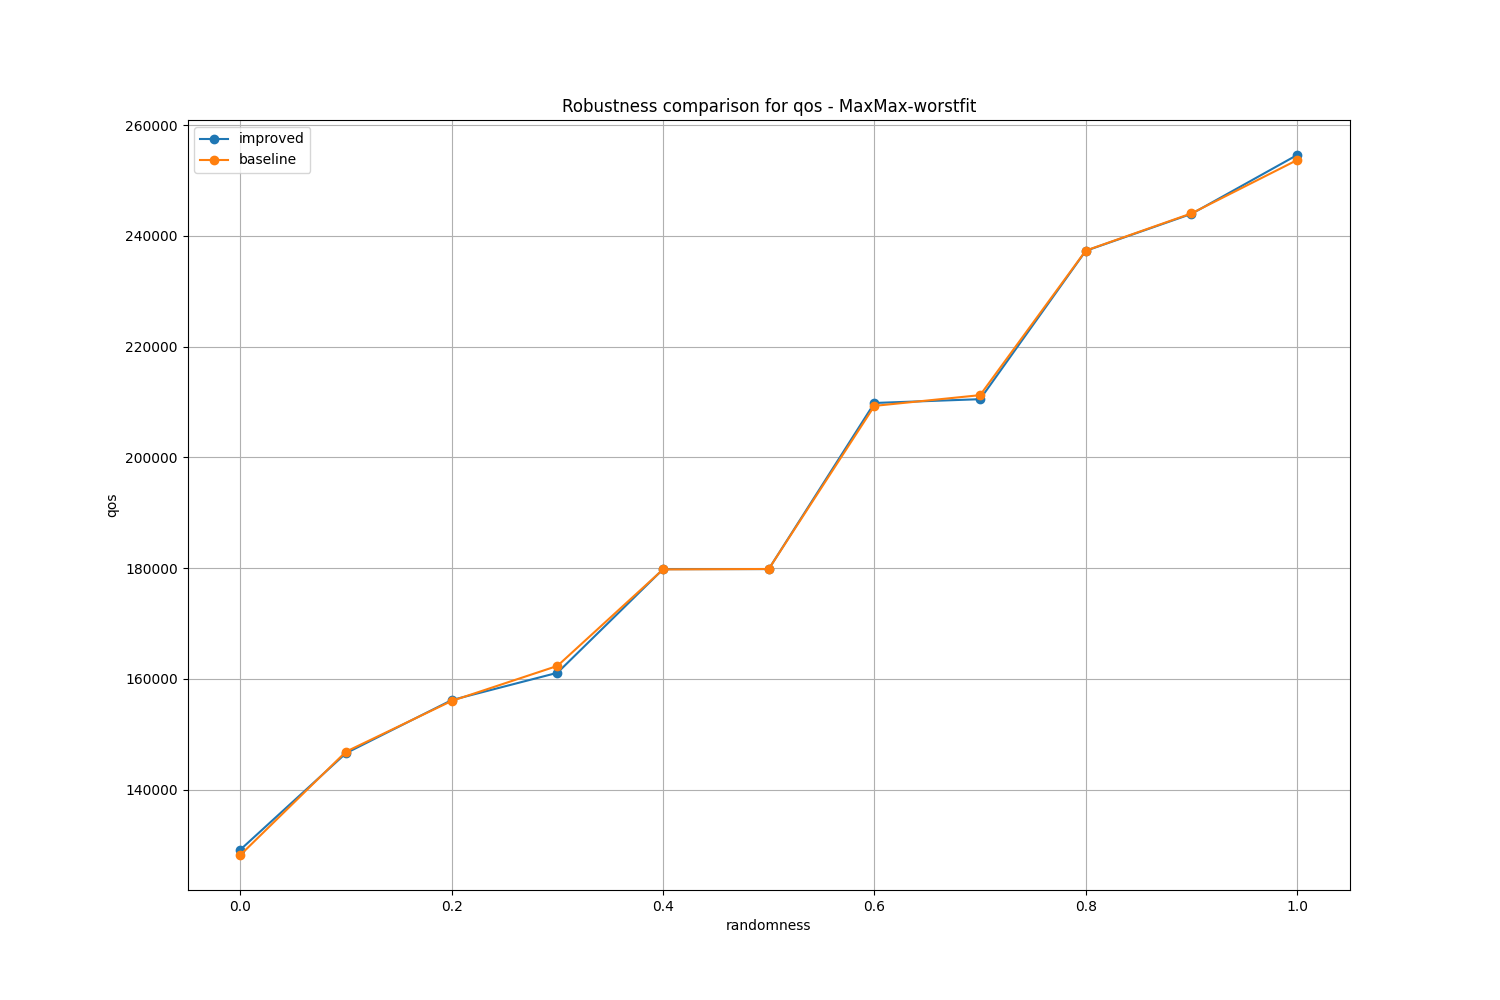 Robustness comparison for qos - MaxMax-worstfit
improved
baseline
260000
240000
220000
200000
180000
160000
140000
qos
0.0
0.2
0.4
0.6
0.8
1.0
randomness